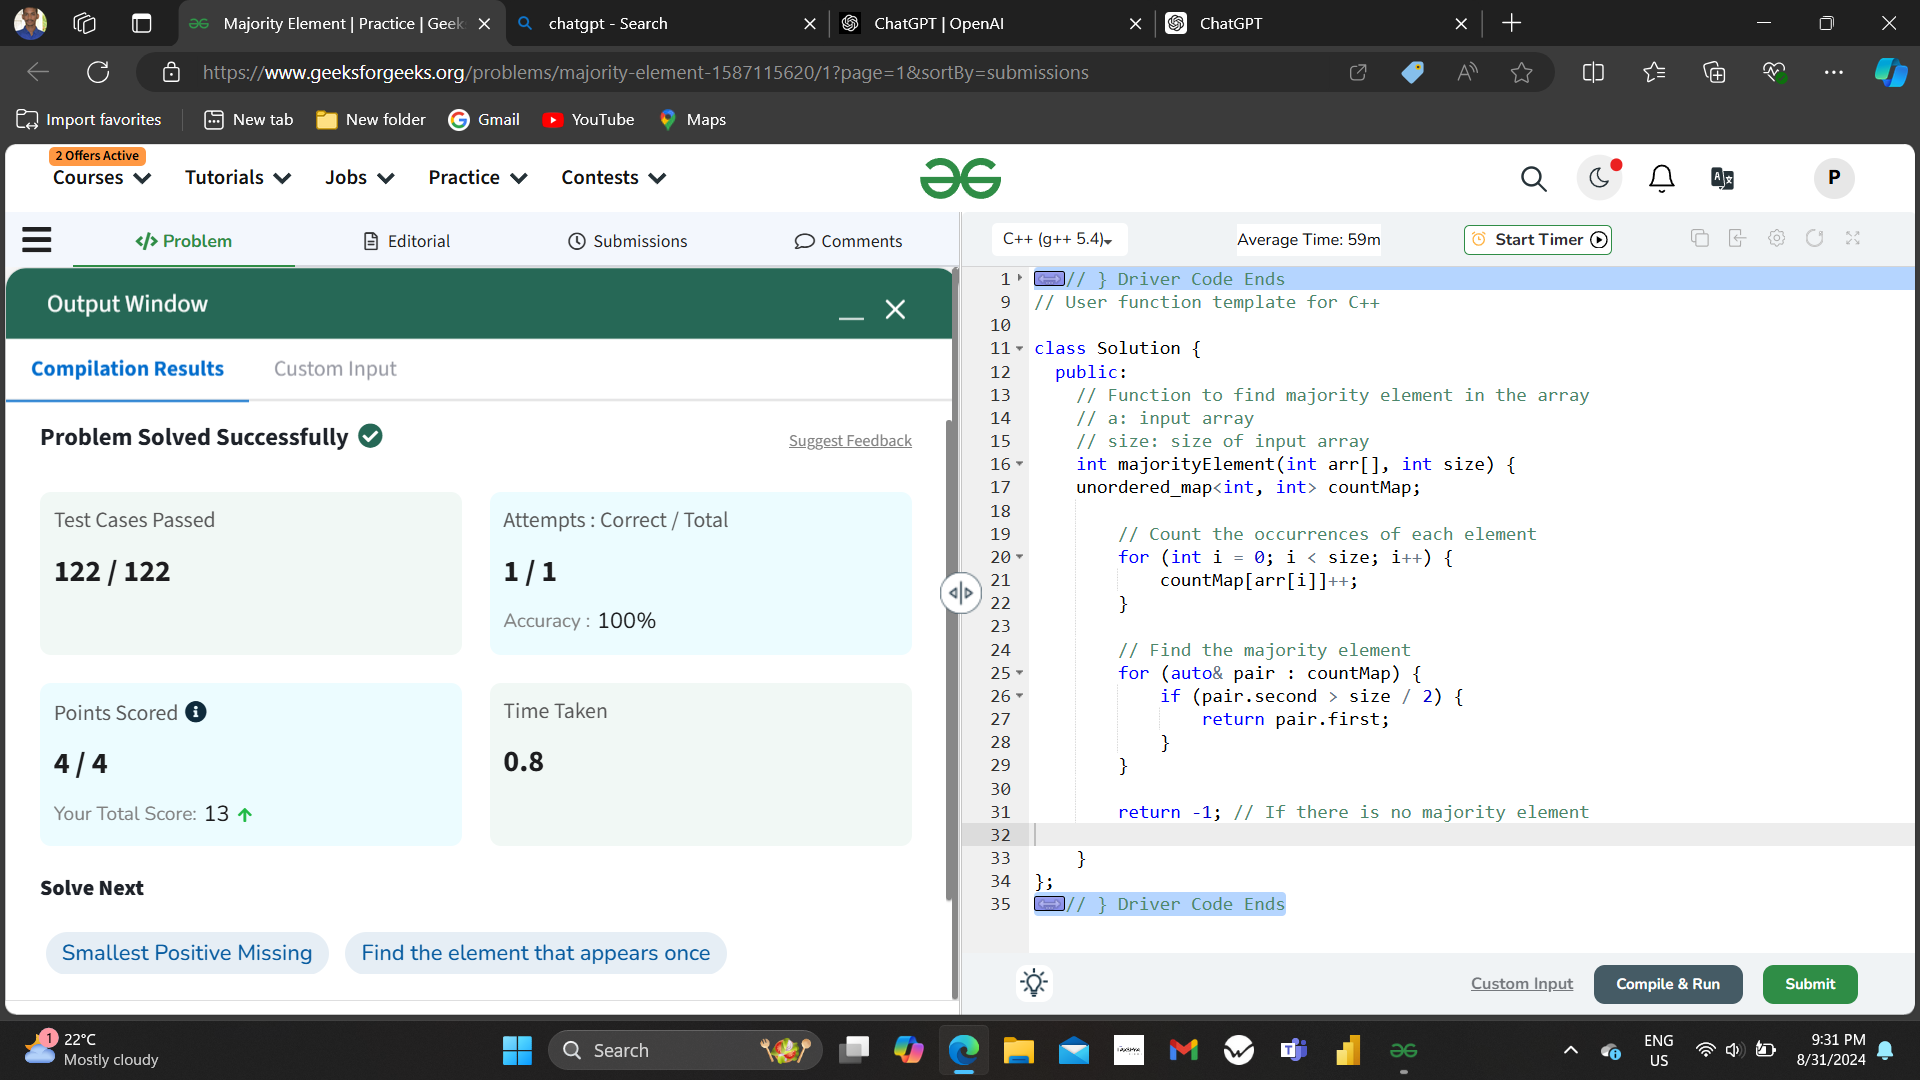 Majority Element | Practice | Geek
chatgpt - Search
ChatGPT | OpenAI
ChatGPT
https://www.geeksforgeeks.org/problems/majority-element-1587115620/1?page=1&sortBy=submissions
Import favorites
New tab
New folder
Gmail
YouTube
Maps
2 Offers Active
Courses
Tutorials
Jobs
Practice
Contests
P
</> Problem
Editorial
Submissions
Comments
C++ (g++ 5.4)
Average Time: 59m
Start Timer
Output Window
Compilation Results
Custom Input
Problem Solved Successfully
Suggest Feedback
Test Cases Passed
122 / 122
Attempts : Correct / Total
1 / 1
Accuracy : 100%
Points Scored
4 / 4
Your Total Score: 13
Time Taken
0.8
Solve Next
Smallest Positive Missing
Find the element that appears once
1 // } Driver Code Ends
9 // User function template for C++
10
11 class Solution {
12 public:
13 // Function to find majority element in the array
14 // a: input array
15 // size: size of input array
16 int majorityElement(int arr[], int size) {
17 unordered_map<int, int> countMap;
18
19 // Count the occurrences of each element
20 for (int i = 0; i < size; i++) {
21 countMap[arr[i]]++;
22 }
23
24 // Find the majority element
25 for (auto& pair : countMap) {
26 if (pair.second > size / 2) {
27 return pair.first;
28 }
29 }
30
31 return -1; // If there is no majority element
32
33 }
34 };
35 // } Driver Code Ends
Custom Input
Compile & Run
Submit
1
22°C
Mostly cloudy
Search
ENG
US
9:31 PM
8/31/2024